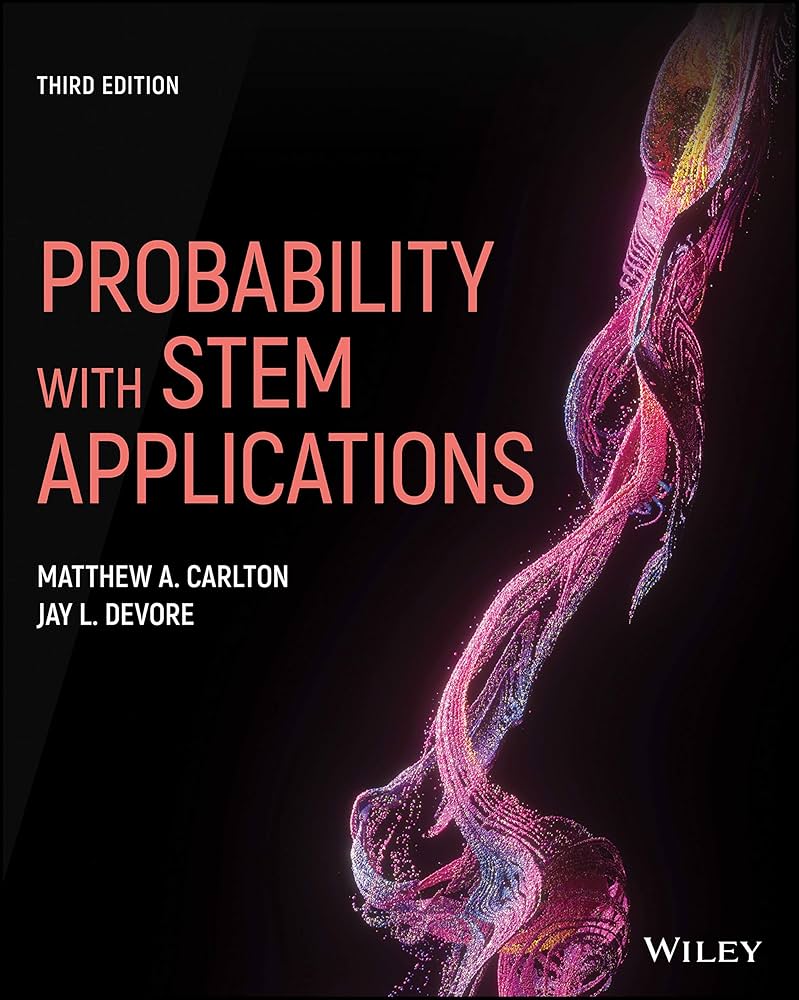 THIRD EDITION
PROBABILITY
WITH STEM
APPLICATIONS
MATTHEW A. CARLTON
JAY L. DEVORE
WILEY